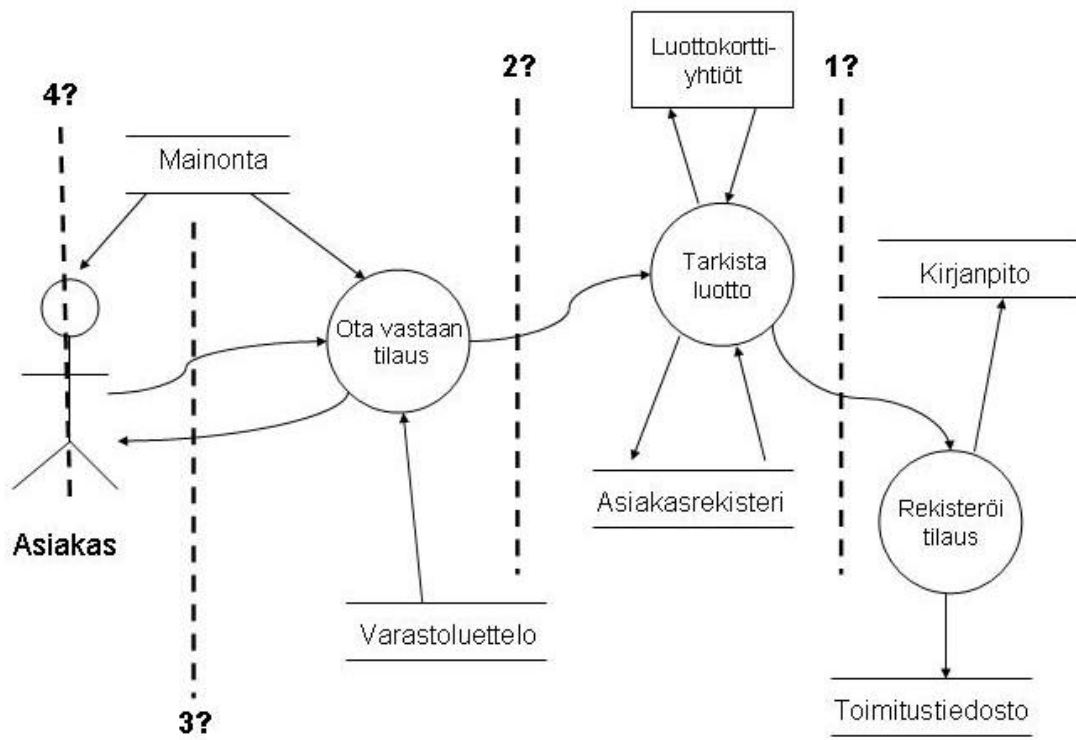 Luottokortti-
yhtiöt
2?
1?
4?
Mainonta
Tarkista
luotto
Kirjanpito
Ota vastaan
tilaus
Asiakasrekisteri
Rekisteröi
tilaus
Asiakas
Varastoluettelo
Toimitustiedosto
3?